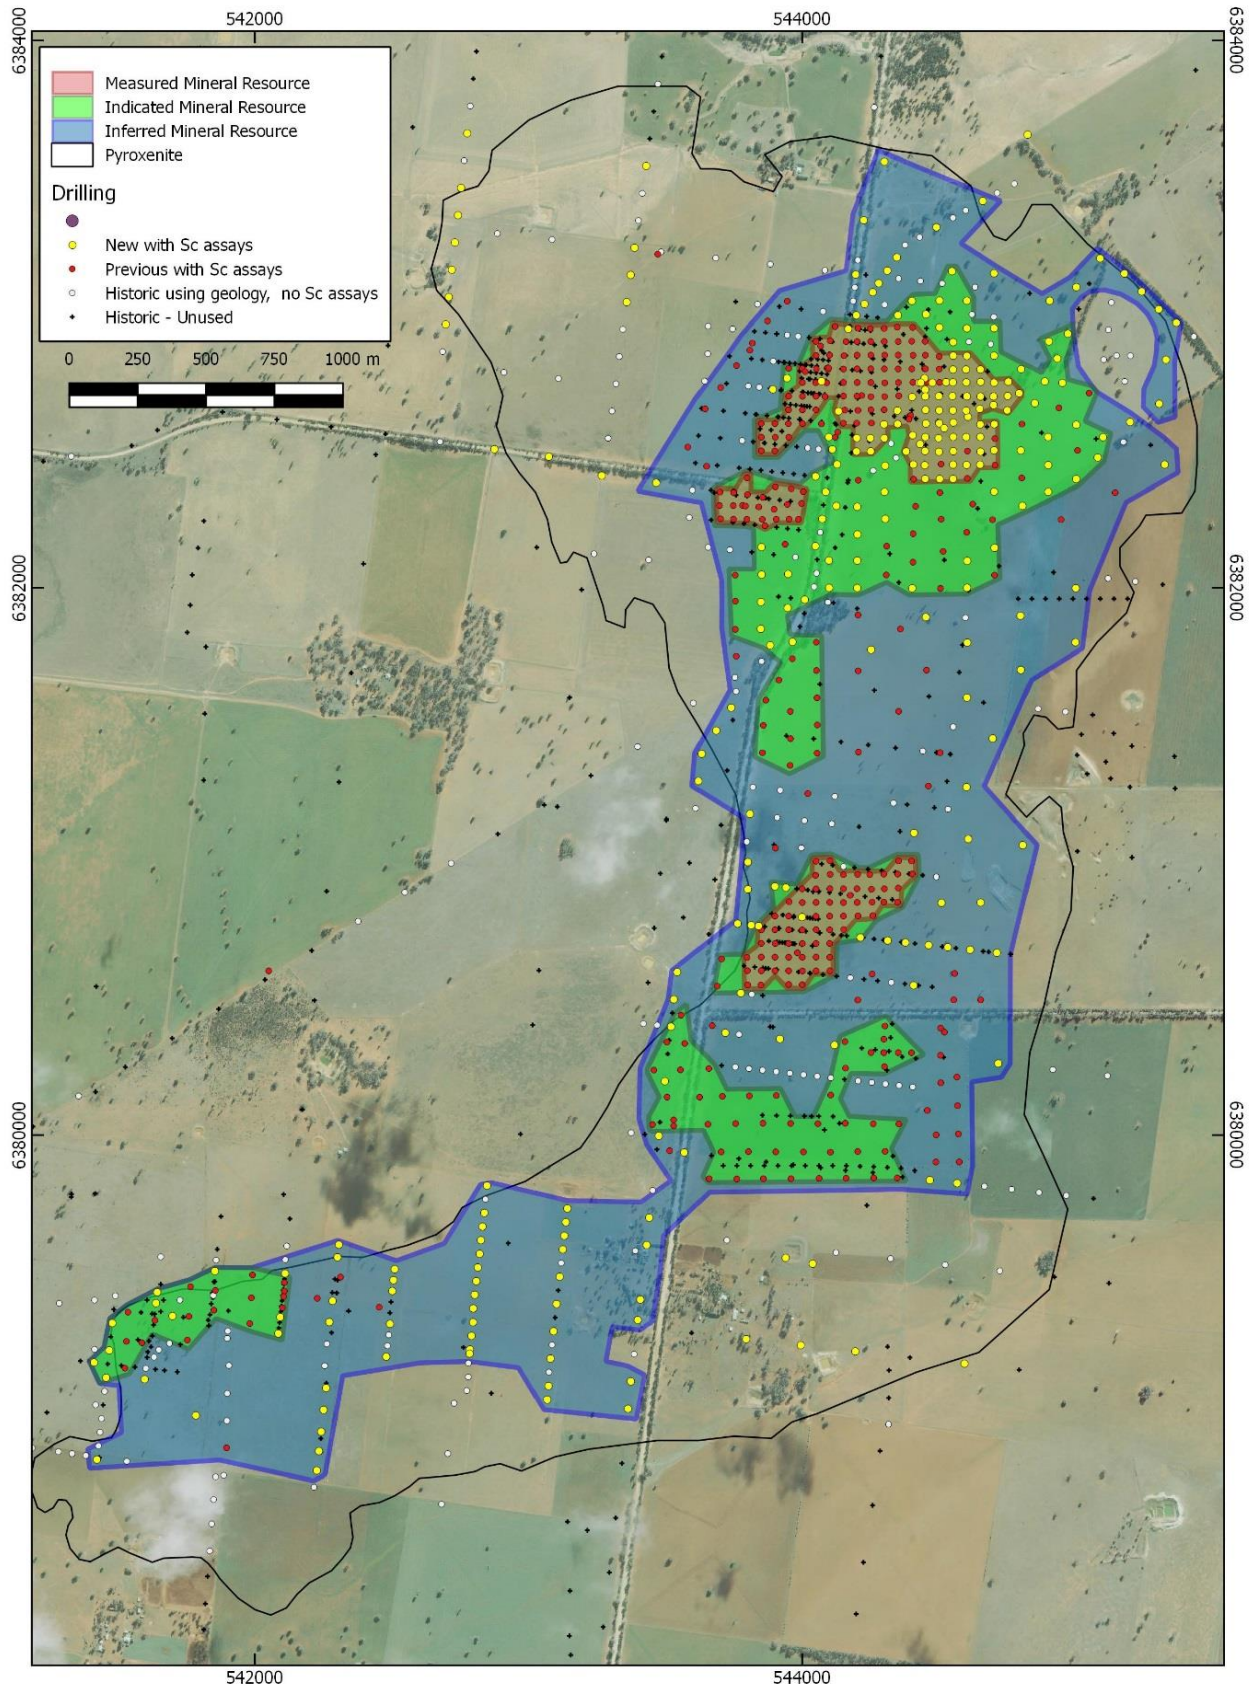 542000
544000
6384000
6384000
Measured Mineral Resource
Indicated Mineral Resource
Inferred Mineral Resource
Pyroxenite
Drilling
New with Sc assays
Previous with Sc assays
Historic using geology, no Sc assays
Historic - Unused
0 250 500 750 1000 m
6382000
6382000
6380000
6380000
542000
544000